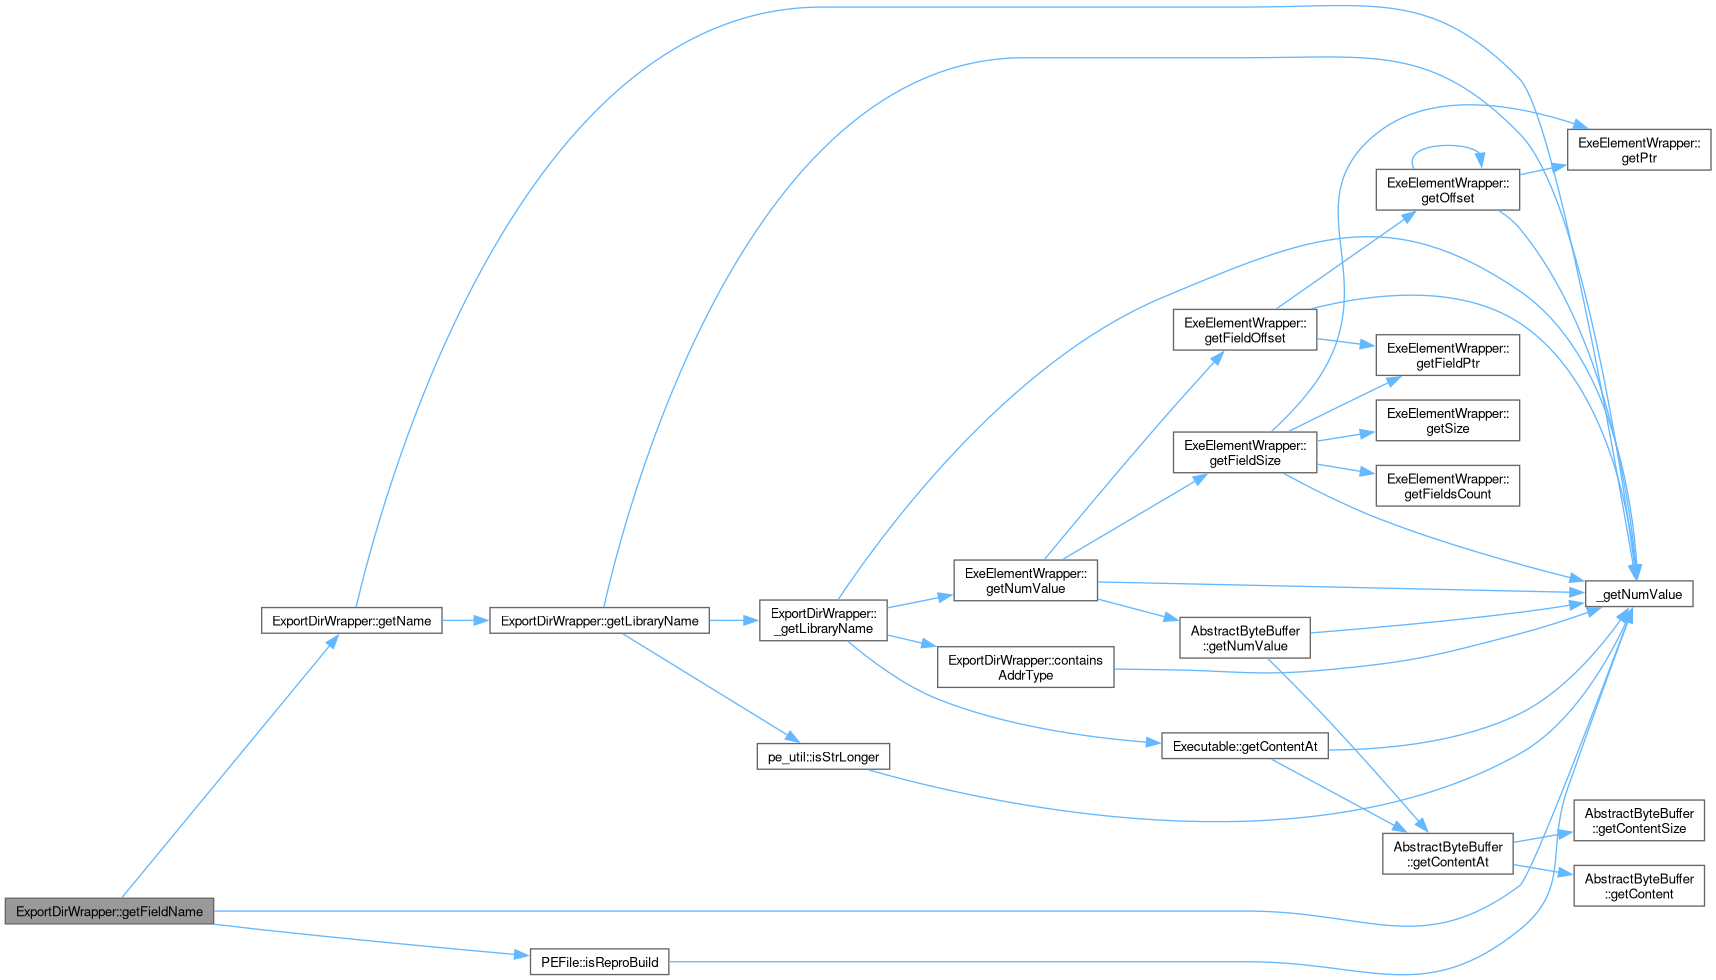 ExeElementWrapper::
getPtr
ExeElementWrapper::
getOffset
ExeElementWrapper::
getFieldOffset
ExeElementWrapper::
getFieldPtr
ExeElementWrapper::
getSize
ExeElementWrapper::
getFieldSize
ExeElementWrapper::
getFieldsCount
ExeElementWrapper::
getNumValue
_getNumValue
ExportDirWrapper::getName
ExportDirWrapper::getLibraryName
ExportDirWrapper::
_getLibraryName
AbstractByteBuffer
::getNumValue
ExportDirWrapper::contains
AddrType
Executable::getContentAt
pe_util::isStrLonger
AbstractByteBuffer
::getContentSize
AbstractByteBuffer
::getContentAt
AbstractByteBuffer
::getContent
ExportDirWrapper::getFieldName
PEFile::isReproBuild